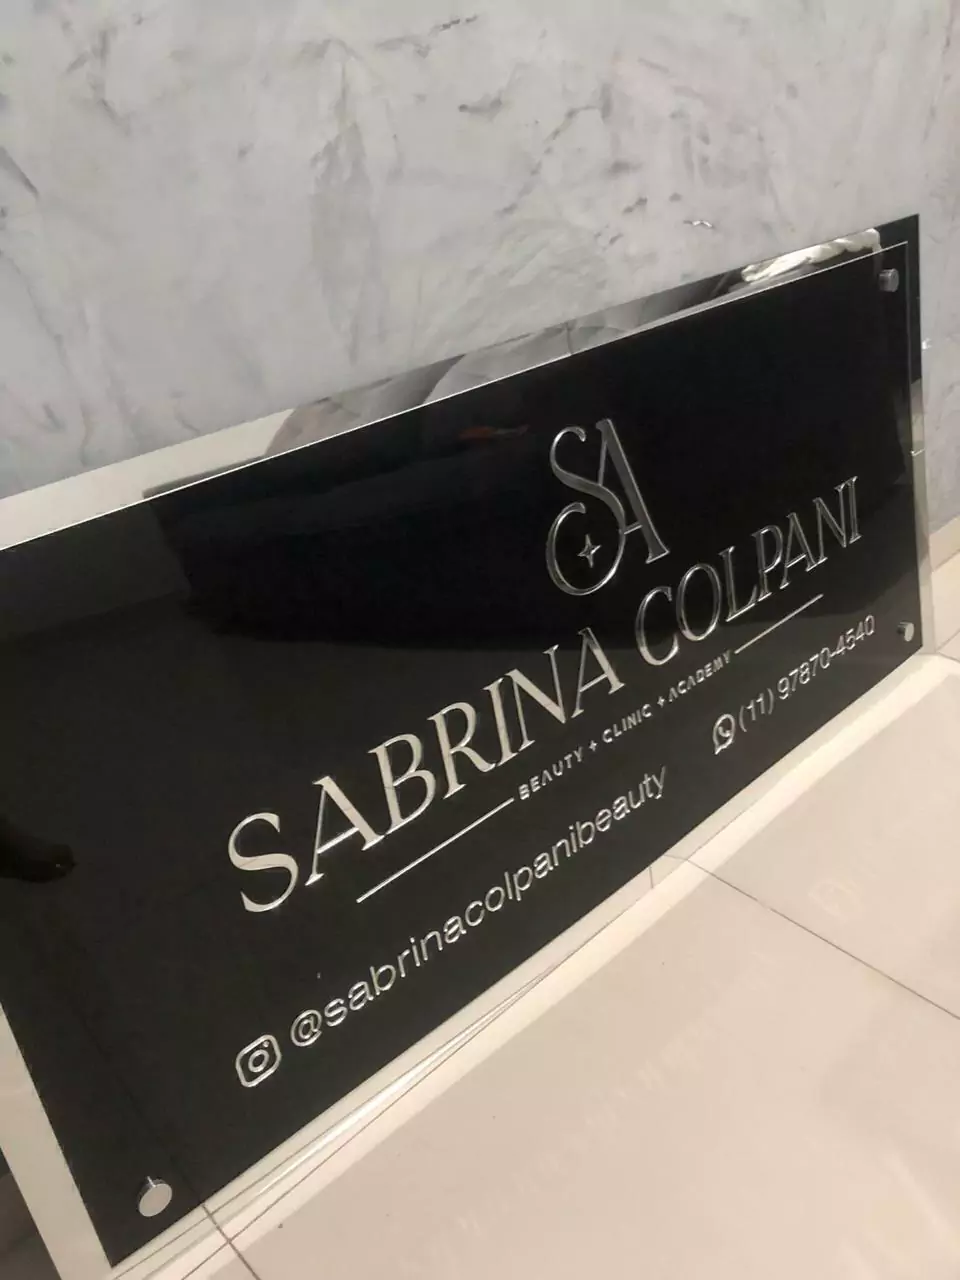 SA
SABRINA COLPANI
BEAUTY + CLINIC + ACADEMY
@sabrinacolpanibeauty
(11) 97870-4540